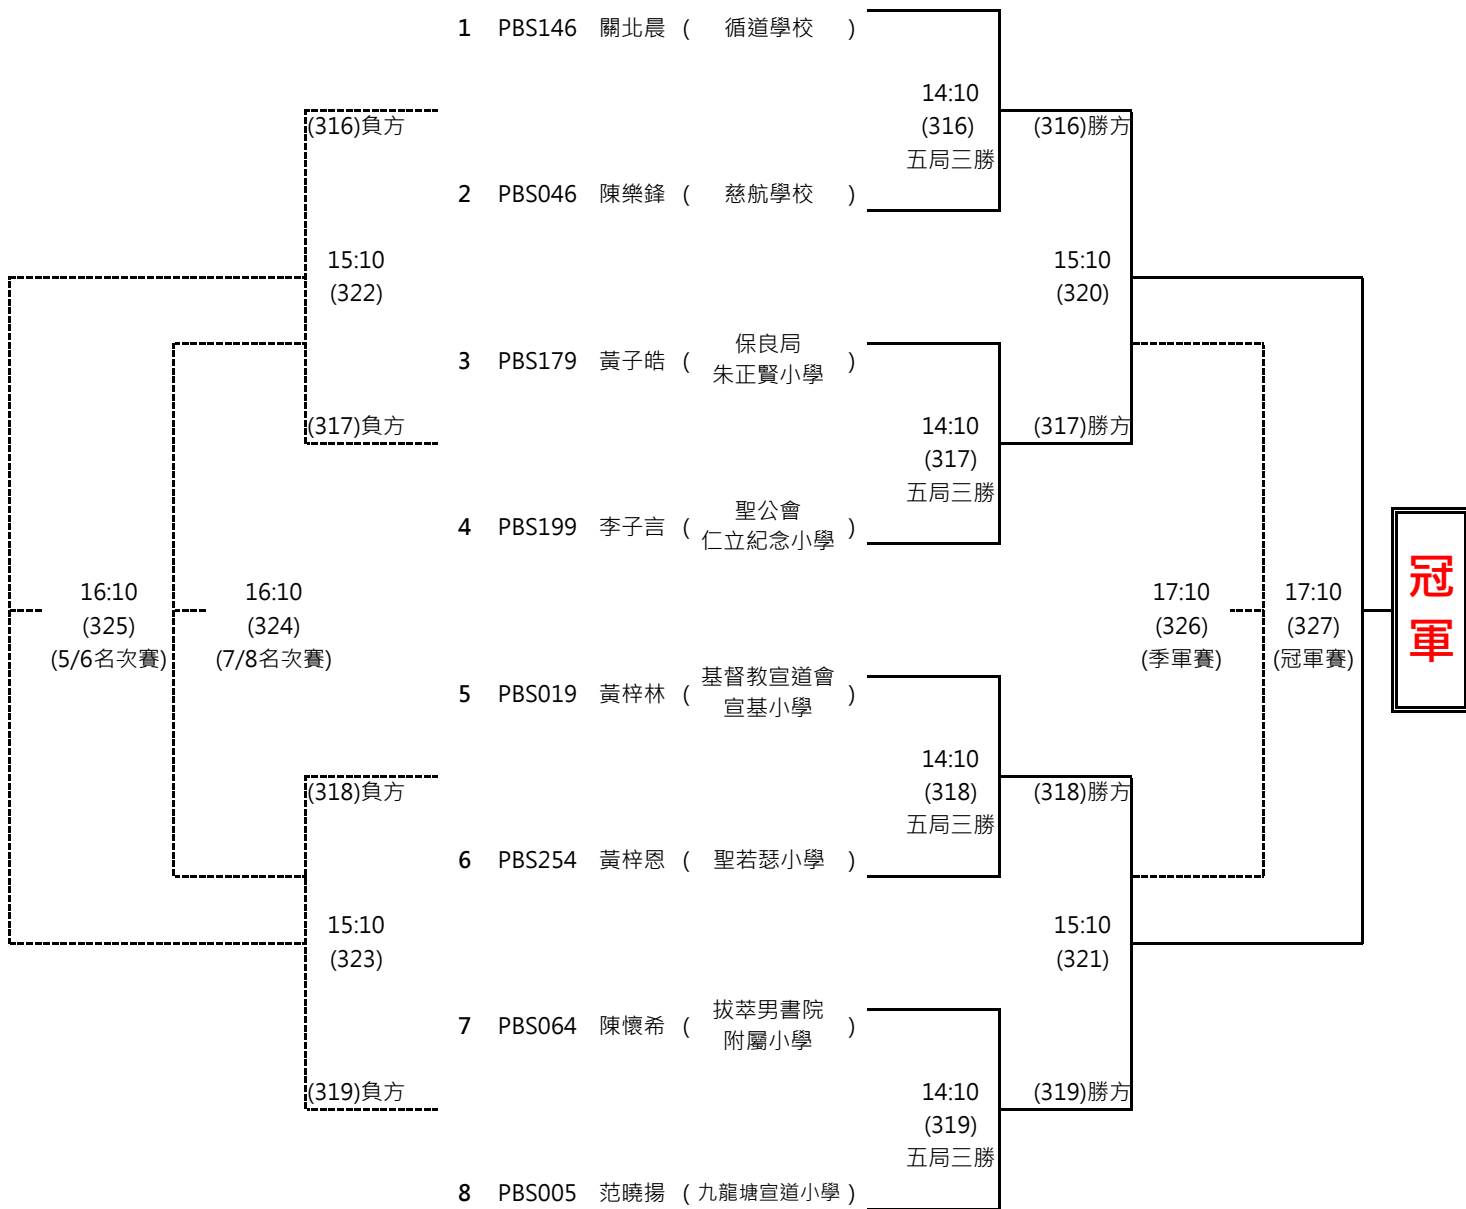 1 PBS146 關北晨 ( 循道學校 )
14:10
(316)負方
(316)
(316)勝方
五局三勝
2 PBS046 陳樂鋒 ( 慈航學校 )
15:10
(322)
15:10
(320)
3 PBS179 黃子皓 ( 保良局
朱正賢小學 )
(317)負方
14:10
(317)勝方
(317)
五局三勝
4 PBS199 李子言 ( 聖公會
仁立紀念小學 )
16:10
(325)
(5/6名次賽)
16:10
(324)
(7/8名次賽)
17:10
(326)
(季軍賽)
17:10
(327)
(冠軍賽)
冠
軍
5 PBS019 黃梓林 ( 基督教宣道會
宣基小學 )
14:10
(318)負方
(318)
(318)勝方
五局三勝
6 PBS254 黃梓恩 ( 聖若瑟小學 )
15:10
(323)
15:10
(321)
7 PBS064 陳懷希 ( 拔萃男書院
附屬小學 )
(319)負方
14:10
(319)勝方
(319)
五局三勝
8 PBS005 范曉揚 ( 九龍塘宣道小學 )